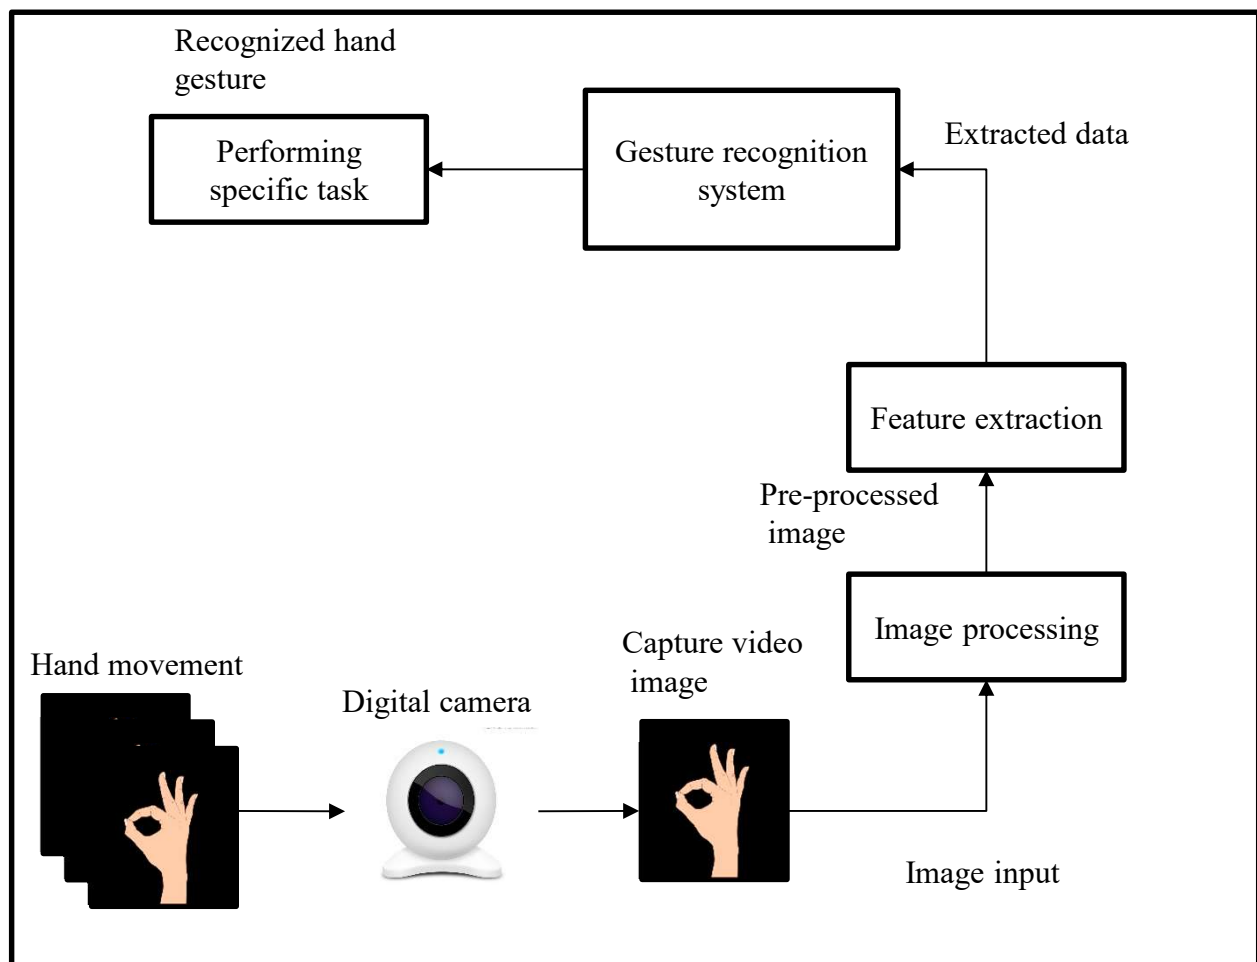 Recognized hand
gesture
Performing
specific task
Gesture recognition
system
Extracted data
Feature extraction
Pre-processed
image
Image processing
Capture video
image
Hand movement
Digital camera
Image input